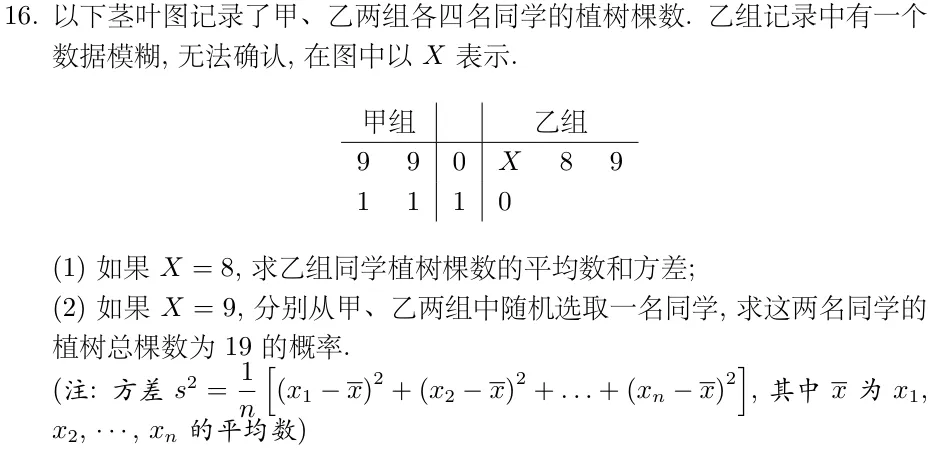 16. 以下茎叶图记录了甲、乙两组各四名同学的植树棵数. 乙组记录中有一个
数据模糊, 无法确认, 在图中以 X 表示.
甲组 乙组
9 9 0 X 8 9
1 1 1 0
(1) 如果 X = 8, 求乙组同学植树棵数的平均数和方差;
(2) 如果 X = 9, 分别从甲、乙两组中随机选取一名同学, 求这两名同学的
植树总棵数为 19 的概率.
(注: 方差 s² = 1/n [(x₁ − x̅)² + (x₂ − x̅)² + . . . + (xₙ − x̅)²], 其中 x̅ 为 x₁,
x₂, ···, xₙ 的平均数)